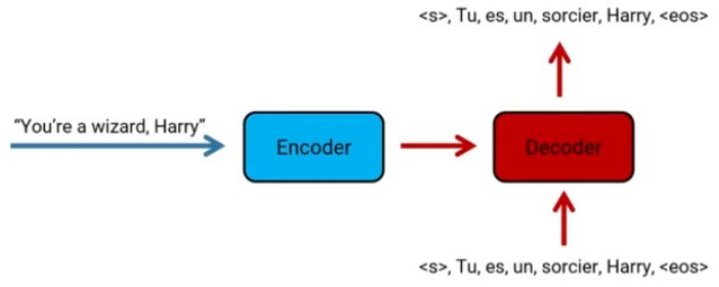 <s>, Tu, es, un, sorcier, Harry, <eos>
“You’re a wizard, Harry”
Encoder
Decoder
<s>, Tu, es, un, sorcier, Harry, <eos>